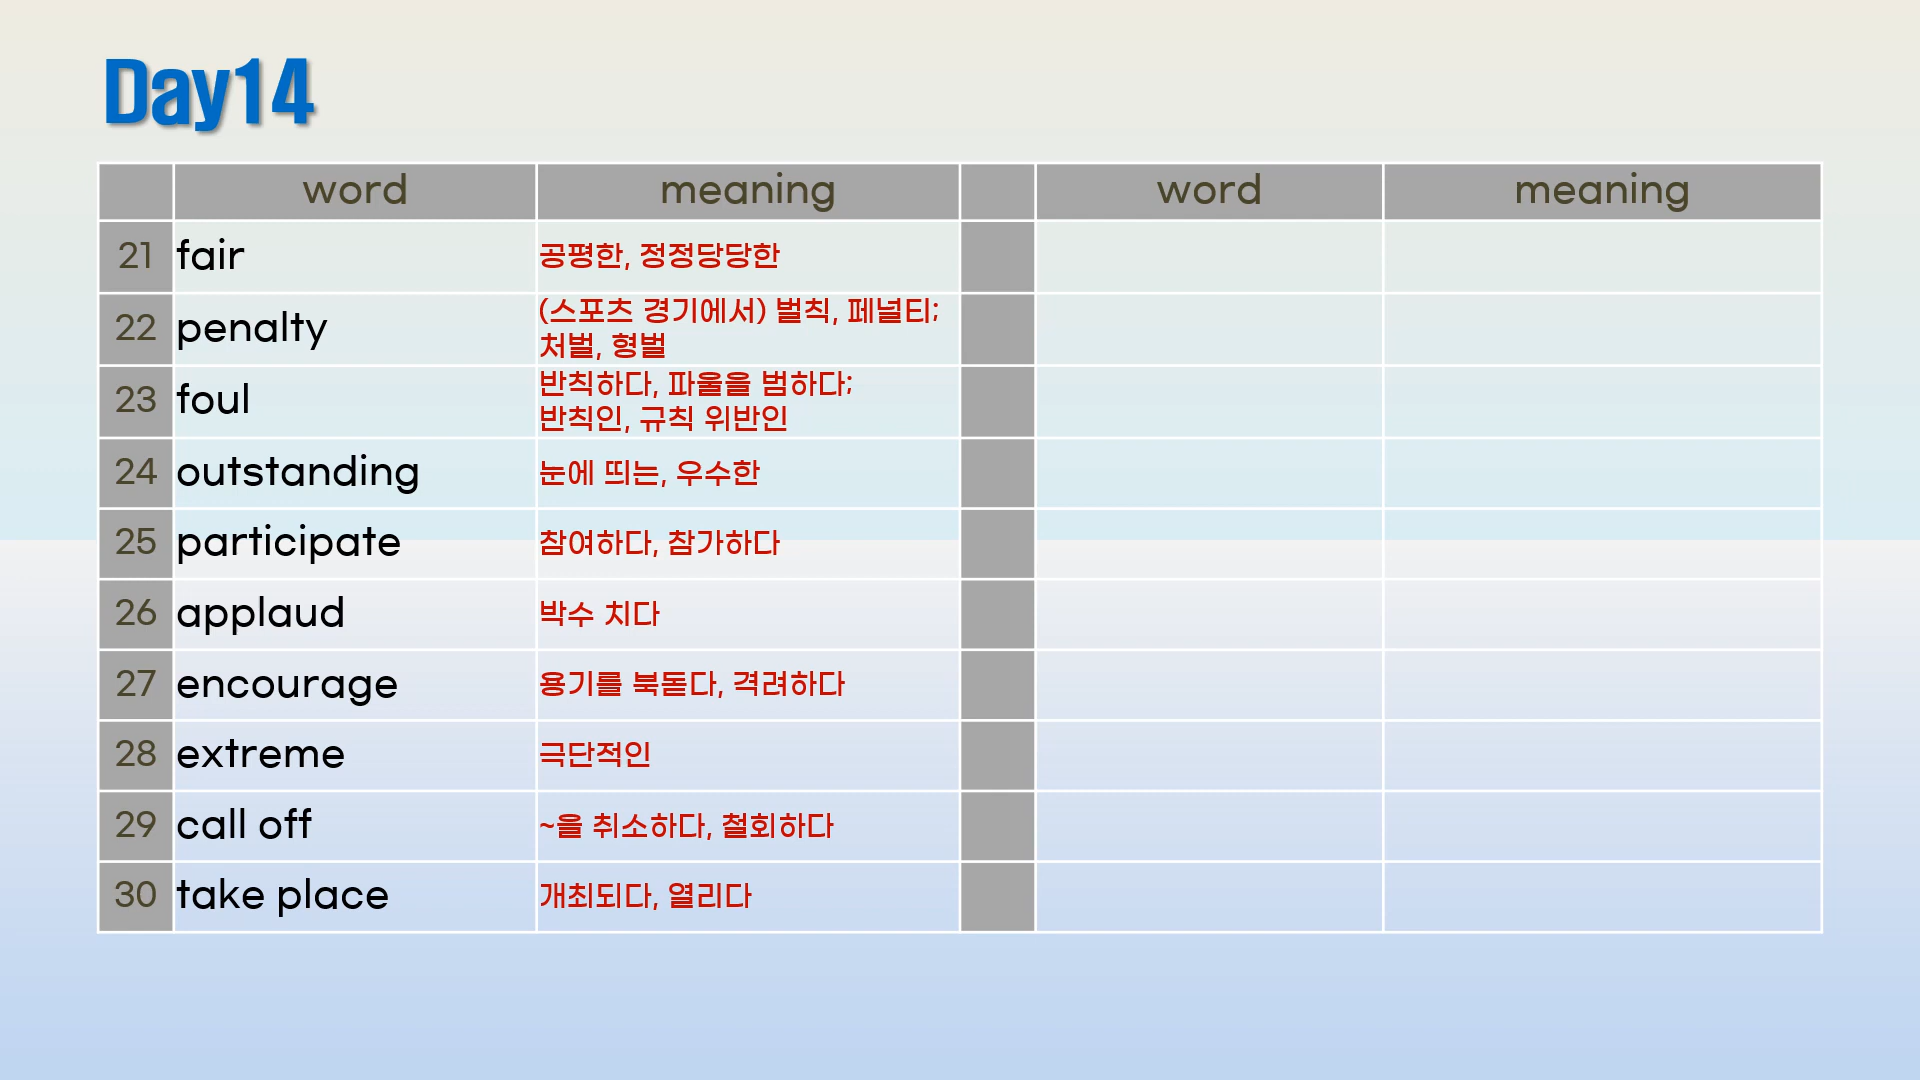 Day14
word meaning word meaning
21 fair 공평한, 정정당당한
22 penalty (스포츠 경기에서) 벌칙, 페널티;
처벌, 형벌
23 foul 반칙하다, 파울을 범하다;
반칙인, 규칙 위반인
24 outstanding 눈에 띄는, 우수한
25 participate 참여하다, 참가하다
26 applaud 박수 치다
27 encourage 용기를 북돋다, 격려하다
28 extreme 극단적인
29 call off ~을 취소하다, 철회하다
30 take place 개최되다, 열리다